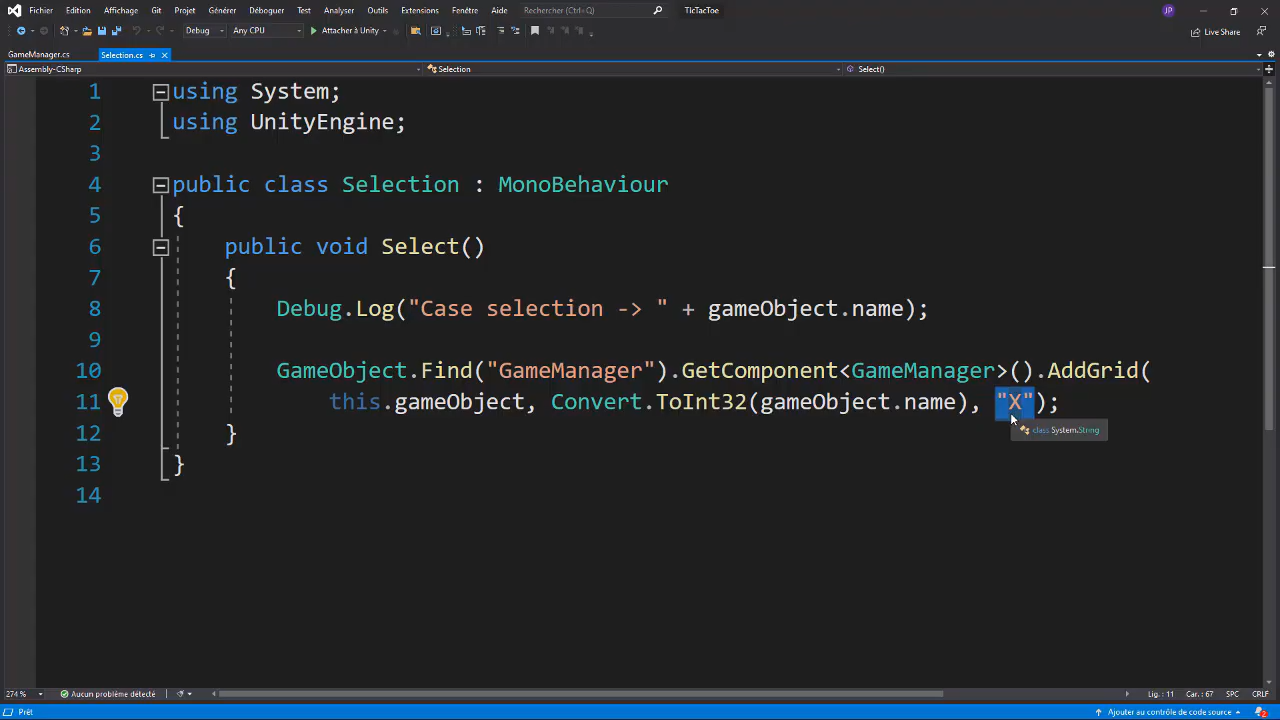 Fichier Edition Affichage Git Projet Générer Déboguer Test Analyser Outils Extensions Fenêtre Aide Rechercher (Ctrl+Q) TicTacToe JP
Debug Any CPU Attacher à Unity Live Share
GameManager.cs Selection.cs
Assembly-CSharp Selection Select()
1 using System;
2 using UnityEngine;
3
4 public class Selection : MonoBehaviour
5 {
6 public void Select()
7 {
8 Debug.Log("Case selection -> " + gameObject.name);
9
10 GameObject.Find("GameManager").GetComponent<GameManager>().AddGrid(
11 this.gameObject, Convert.ToInt32(gameObject.name), "X");
class System.String
12 }
13 }
14
274 % Aucun problème détecté Lig. : 11 Car. : 67 SPC CRLF
Prêt Ajouter au contrôle de code source 2